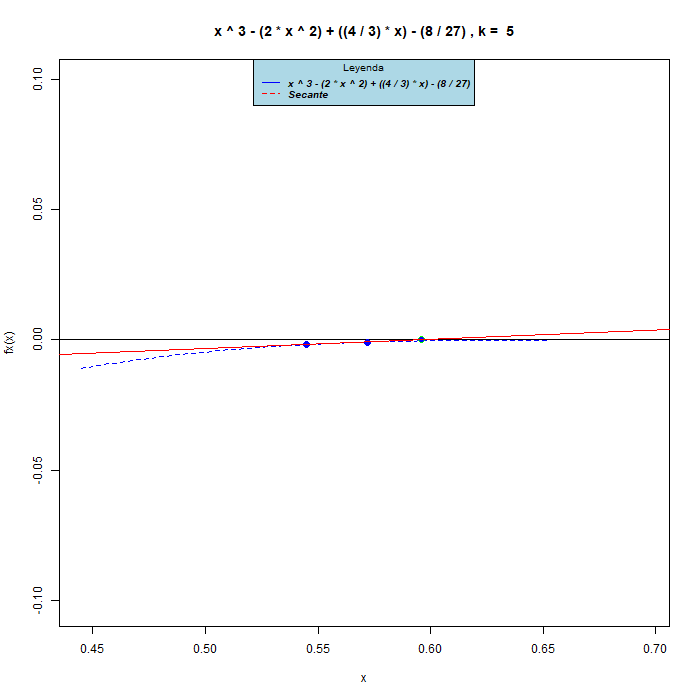 x ^ 3 - (2 * x ^ 2) + ((4 / 3) * x) - (8 / 27) , k =  5
Leyenda
x ^ 3 - (2 * x ^ 2) + ((4 / 3) * x) - (8 / 27)
Secante
0.10
0.05
0.00
-0.05
-0.10
fx(x)
0.45 0.50 0.55 0.60 0.65 0.70
x